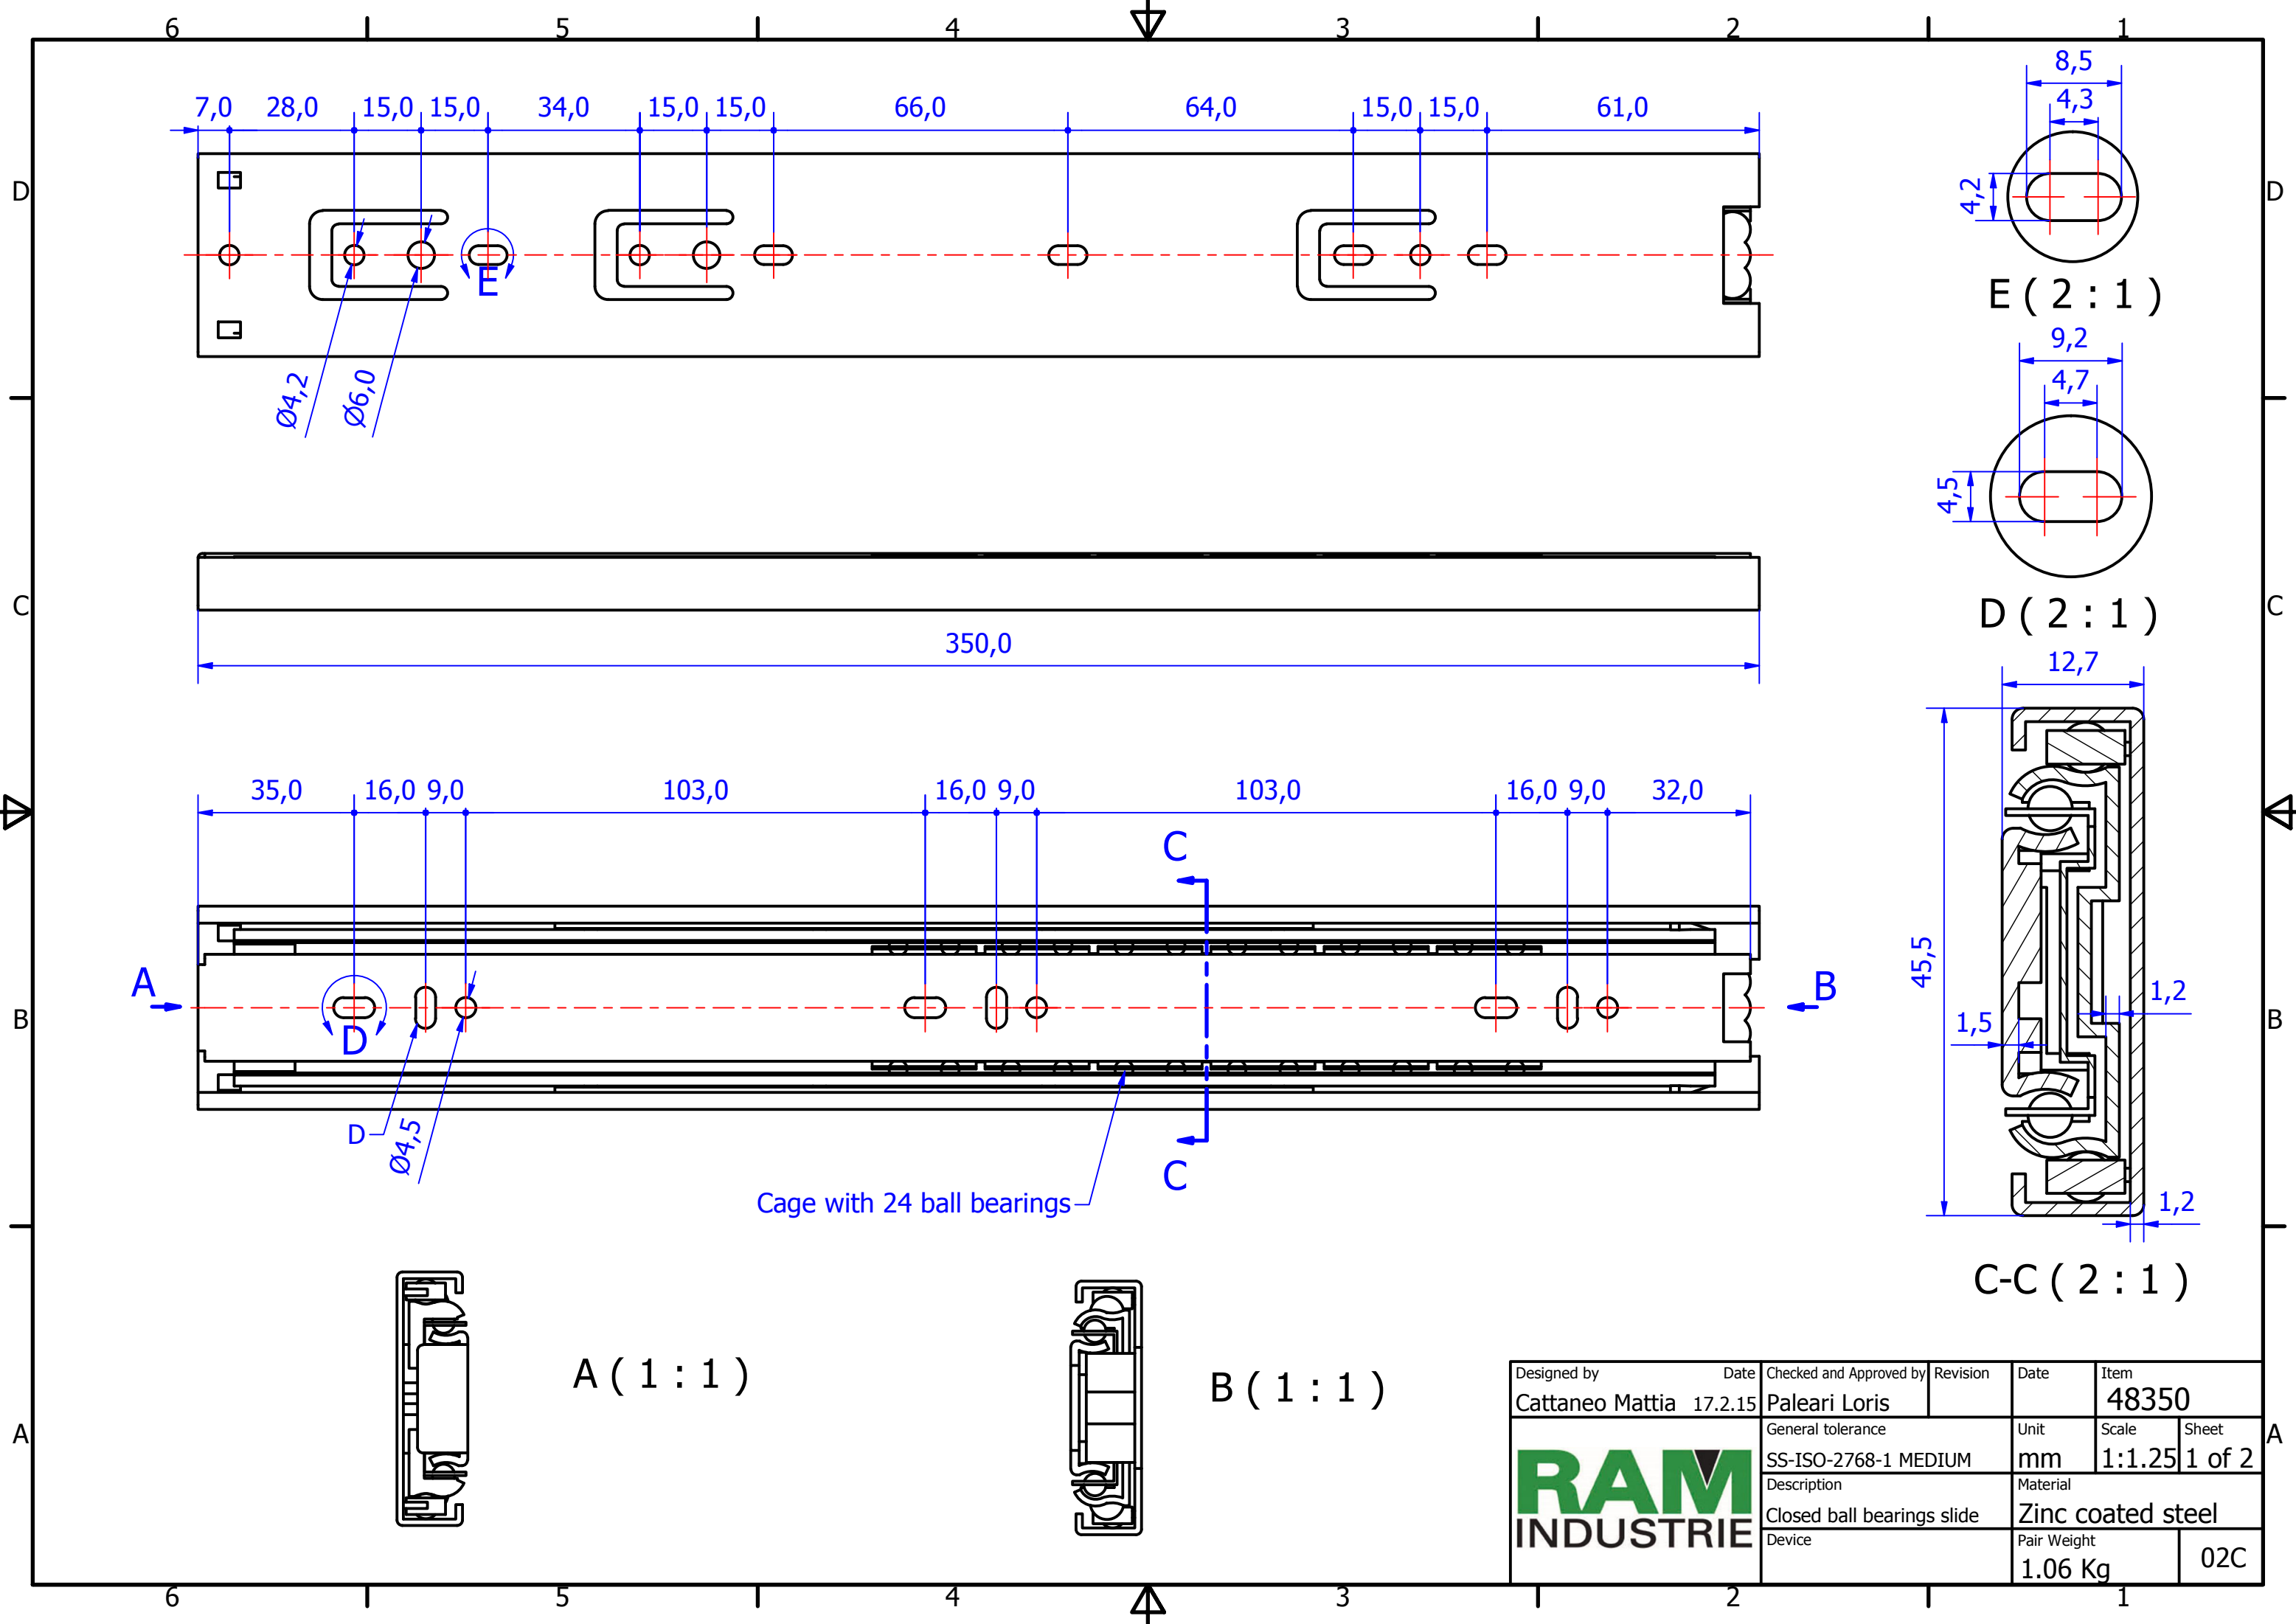 6 5 4 3 2 1
7,0 28,0 15,0 15,0 34,0 15,0 15,0 66,0 64,0 15,0 15,0 61,0
8,5
4,3
4,2
D D
E
E ( 2 : 1 )
Ø4,2 Ø6,0
9,2
4,7
4,5
D ( 2 : 1 )
C C
350,0
12,7
35,0 16,0 9,0 103,0 16,0 9,0 103,0 16,0 9,0 32,0
C
45,5
A B
1,2
1,5
B B
D
D
Ø4,5
C
Cage with 24 ball bearings
1,2
C-C ( 2 : 1 )
A ( 1 : 1 )
B ( 1 : 1 )
A A
Designed by Date Checked and Approved by Revision Date Item
Cattaneo Mattia 17.2.15 Paleari Loris 48350
General tolerance Unit Scale Sheet
SS-ISO-2768-1 MEDIUM mm 1:1.25 1 of 2
RAM
INDUSTRIE
Description Material
Closed ball bearings slide Zinc coated steel
Device Pair Weight
1.06 Kg 02C
6 5 4 3 2 1